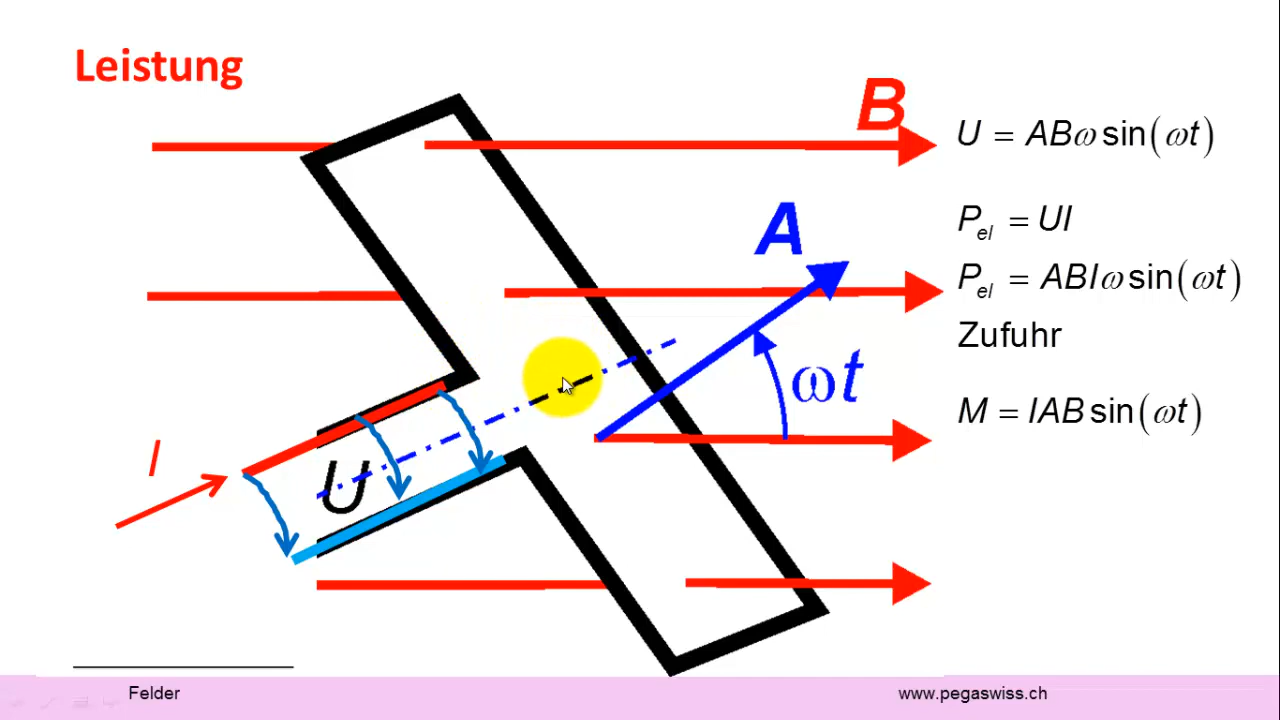 Leistung
B
U = ABω sin(ωt)
A
P_el = UI
P_el = ABIω sin(ωt)
Zufuhr
ωt
M = IAB sin(ωt)
I
U
Felder
www.pegaswiss.ch